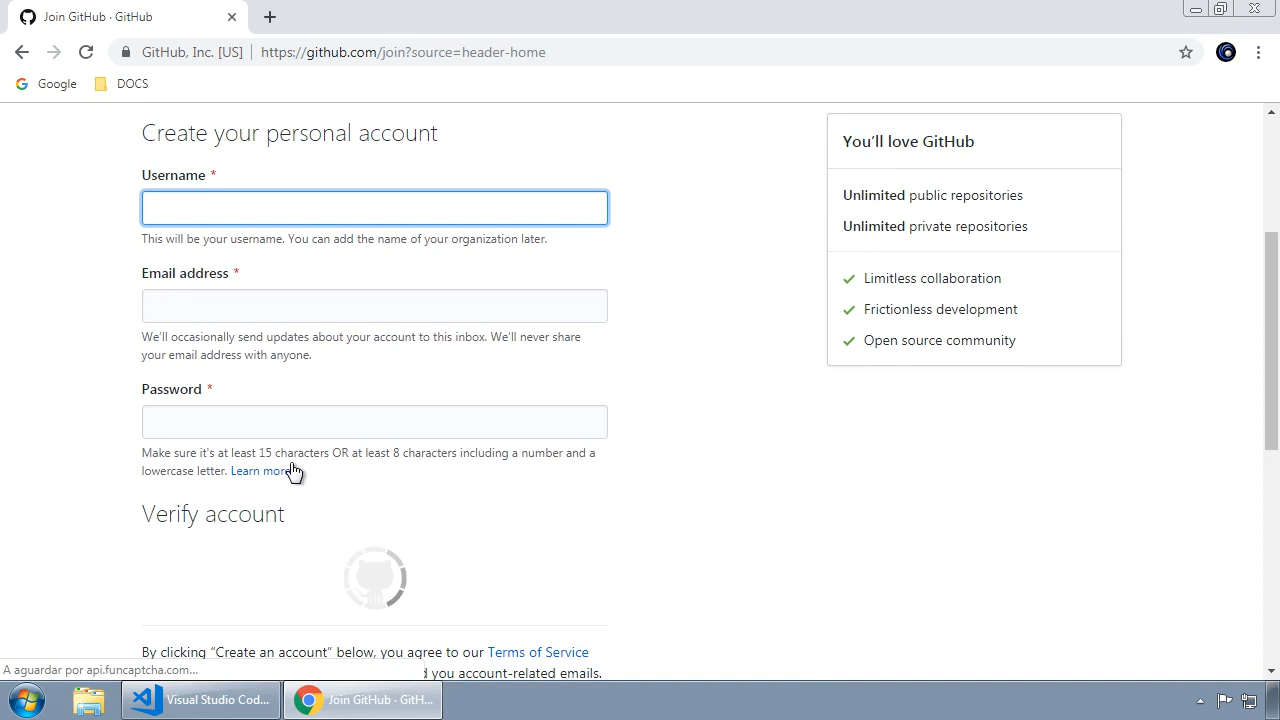 Join GitHub · GitHub
GitHub, Inc. [US]
https://github.com/join?source=header-home
Google
DOCS
Create your personal account
Username *
This will be your username. You can add the name of your organization later.
Email address *
We'll occasionally send updates about your account to this inbox. We'll never share
your email address with anyone.
Password *
Make sure it's at least 15 characters OR at least 8 characters including a number and a
lowercase letter. Learn more
Verify account
By clicking "Create an account" below, you agree to our Terms of Service
d you account-related emails.
You'll love GitHub
Unlimited public repositories
Unlimited private repositories
Limitless collaboration
Frictionless development
Open source community
A aguardar por api.funcaptcha.com...
Visual Studio Cod...
Join GitHub · GitH...